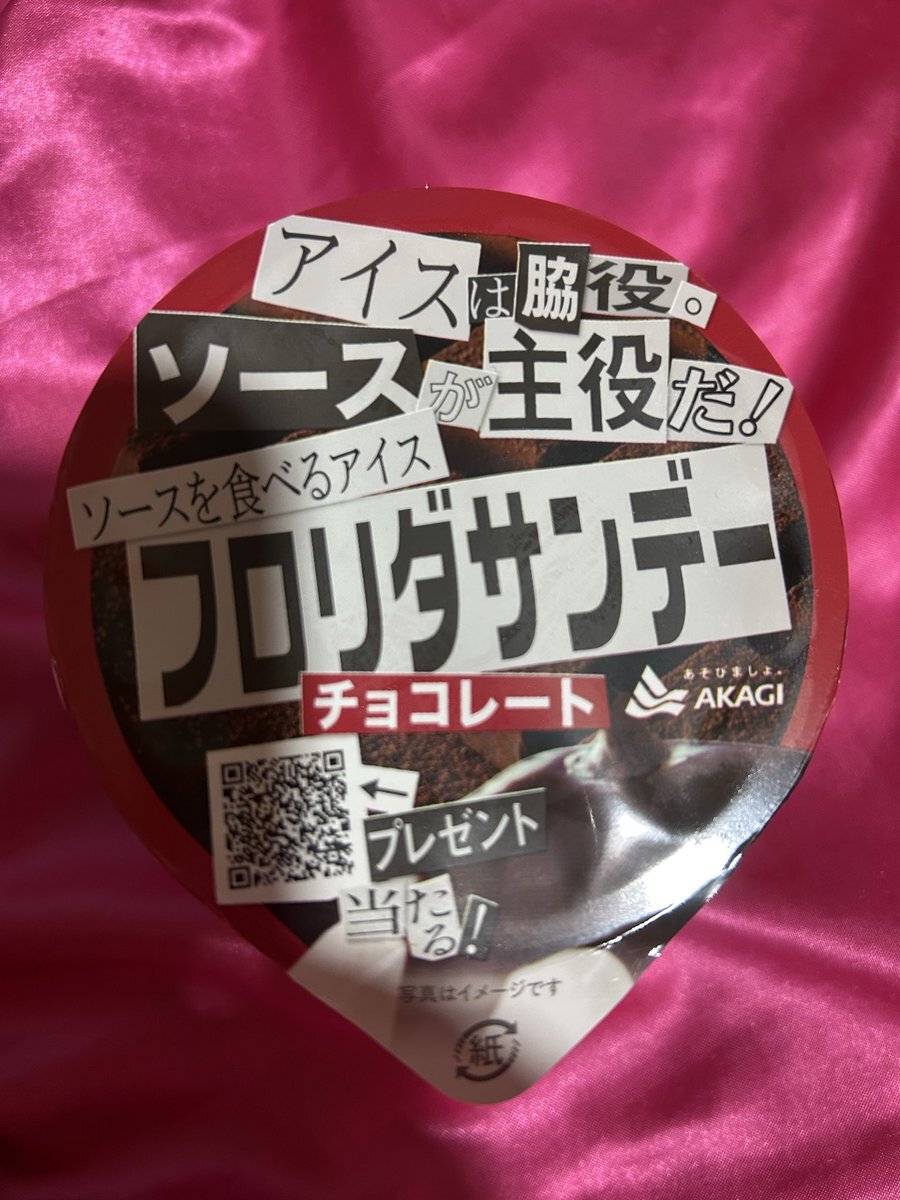 アイスは脇役。
ソースが主役だ!
ソースを食べるアイス
フロリダサンデー
チョコレート
あそびましょ。
AKAGI
←
プレゼント
当たる!
写真はイメージです
紙